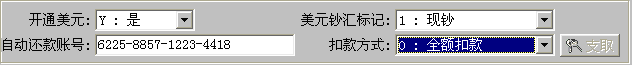 开通美元: Y : 是 美元钞汇标记: 1 : 现钞
自动还款账号: 6225-8857-1223-4418 扣款方式: 0 : 全额扣款 支取